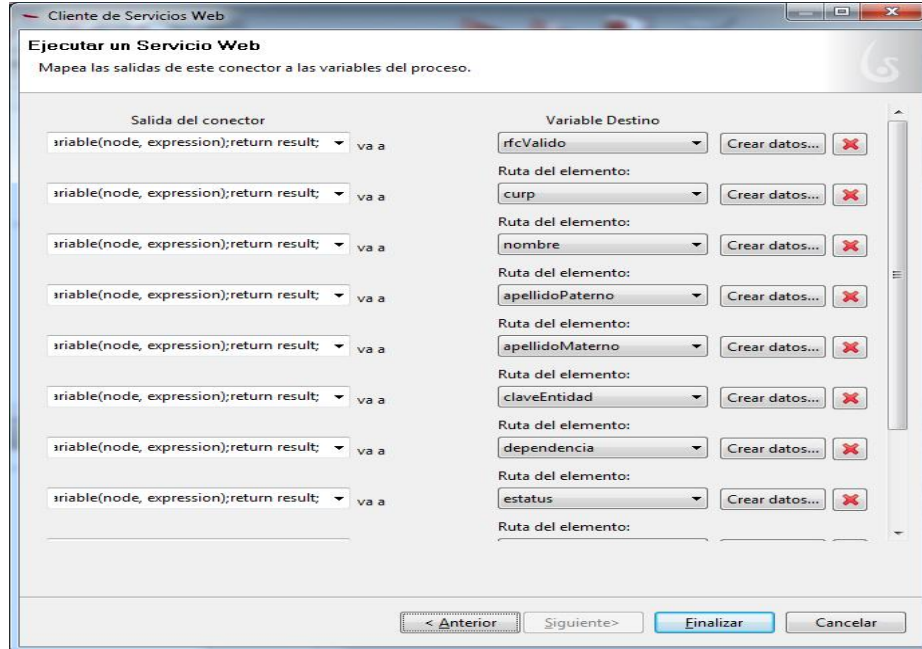 Cliente de Servicios Web
Ejecutar un Servicio Web
Mapea las salidas de este conector a las variables del proceso.
Salida del conector Variable Destino
ariable(node, expression);return result; va a rfcValido Crear datos...
Ruta del elemento:
ariable(node, expression);return result; va a curp Crear datos...
Ruta del elemento:
ariable(node, expression);return result; va a nombre Crear datos...
Ruta del elemento:
ariable(node, expression);return result; va a apellidoPaterno Crear datos...
Ruta del elemento:
ariable(node, expression);return result; va a apellidoMaterno Crear datos...
Ruta del elemento:
ariable(node, expression);return result; va a claveEntidad Crear datos...
Ruta del elemento:
ariable(node, expression);return result; va a dependencia Crear datos...
Ruta del elemento:
ariable(node, expression);return result; va a estatus Crear datos...
Ruta del elemento:
< Anterior Siguiente> Finalizar Cancelar